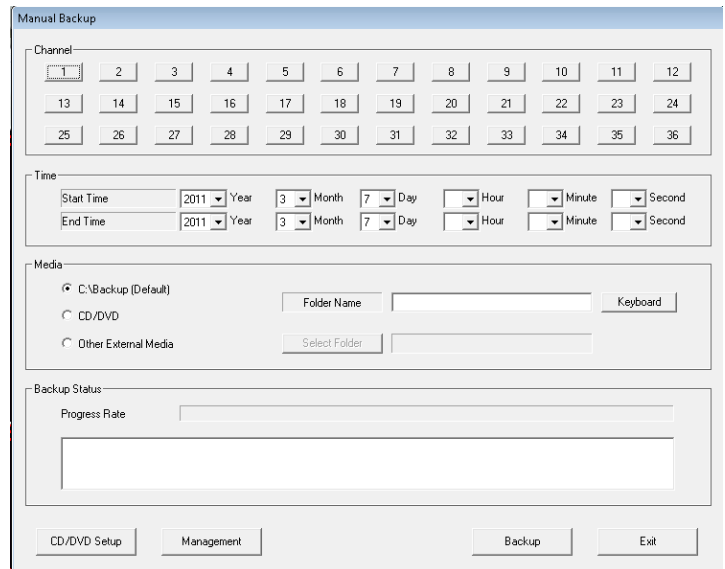 Manual Backup
Channel
1 2 3 4 5 6 7 8 9 10 11 12
13 14 15 16 17 18 19 20 21 22 23 24
25 26 27 28 29 30 31 32 33 34 35 36
Time
Start Time 2011 Year 3 Month 7 Day Hour Minute Second
End Time 2011 Year 3 Month 7 Day Hour Minute Second
Media
C:\Backup (Default)
Folder Name Keyboard
CD/DVD
Other External Media Select Folder
Backup Status
Progress Rate
CD/DVD Setup Management Backup Exit